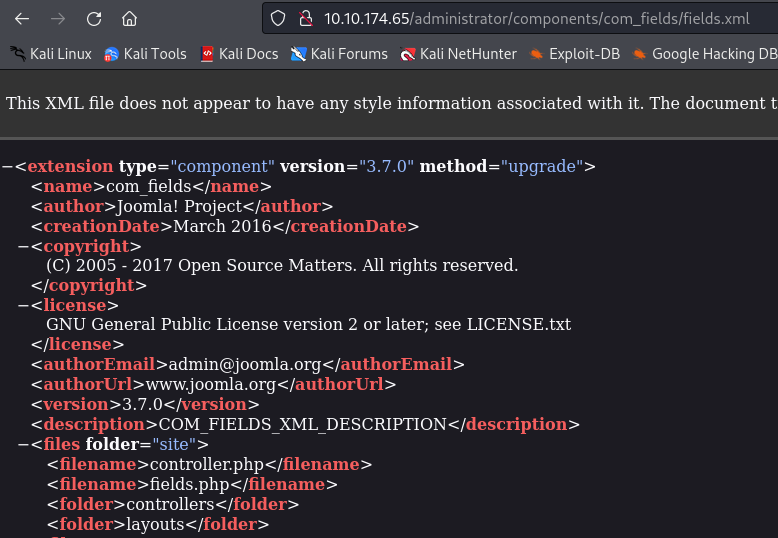 10.10.174.65/administrator/components/com_fields/fields.xml
Kali Linux Kali Tools Kali Docs Kali Forums Kali NetHunter Exploit-DB Google Hacking DB
This XML file does not appear to have any style information associated with it. The document t
−<extension type="component" version="3.7.0" method="upgrade">
<name>com_fields</name>
<author>Joomla! Project</author>
<creationDate>March 2016</creationDate>
−<copyright>
(C) 2005 - 2017 Open Source Matters. All rights reserved.
</copyright>
−<license>
GNU General Public License version 2 or later; see LICENSE.txt
</license>
<authorEmail>admin@joomla.org</authorEmail>
<authorUrl>www.joomla.org</authorUrl>
<version>3.7.0</version>
<description>COM_FIELDS_XML_DESCRIPTION</description>
−<files folder="site">
<filename>controller.php</filename>
<filename>fields.php</filename>
<folder>controllers</folder>
<folder>layouts</folder>